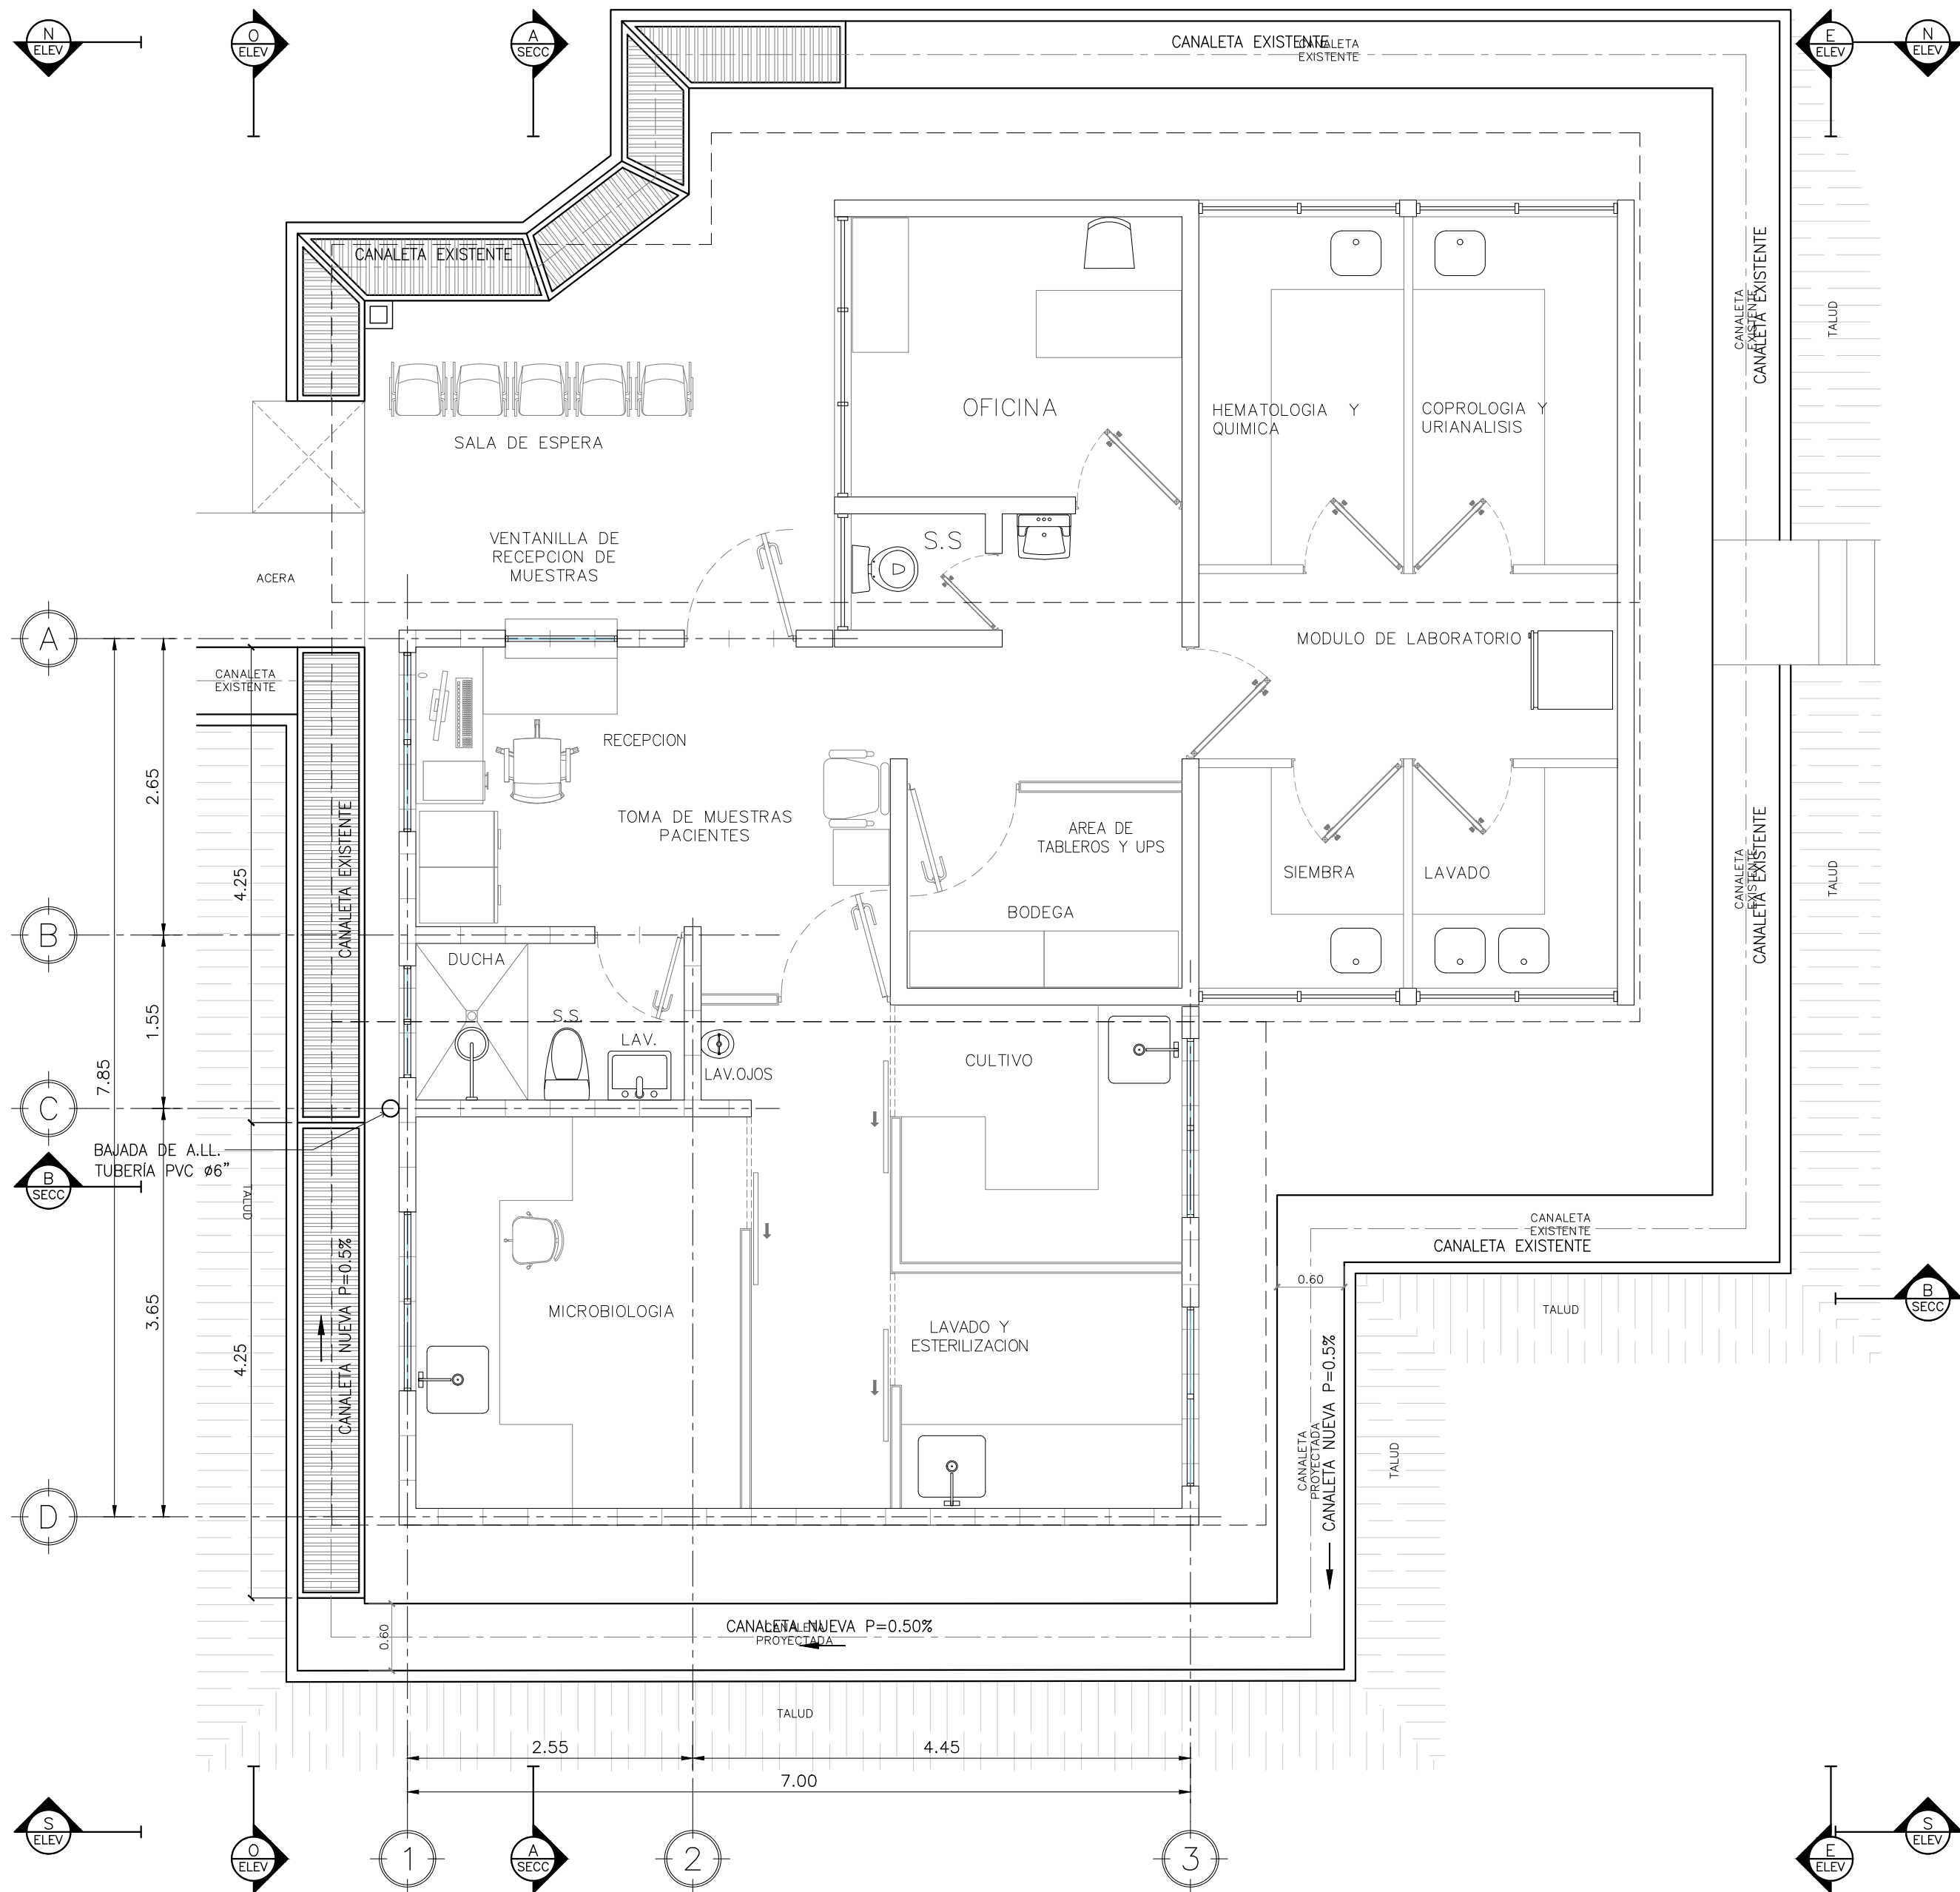 N
ELEV
O
ELEV
A
SECC
E
ELEV
N
ELEV
CANALETA EXISTENTE
CANALETA
EXISTENTE
CANALETA EXISTENTE
CANALETA EXISTENTE
CANALETA
EXISTENTE
TALUD
SALA DE ESPERA
OFICINA
HEMATOLOGIA Y
QUIMICA
COPROLOGIA Y
URIANALISIS
VENTANILLA DE
RECEPCION DE
MUESTRAS
S.S
ACERA
A
MODULO DE LABORATORIO
CANALETA
EXISTENTE
RECEPCION
2.65
4.25
CANALETA EXISTENTE
TOMA DE MUESTRAS
PACIENTES
AREA DE
TABLEROS Y UPS
SIEMBRA
LAVADO
CANALETA
EXISTENTE
CANALETA EXISTENTE
TALUD
BODEGA
B
DUCHA
S.S.
LAV.
LAV.OJOS
CULTIVO
1.55
7.85
C
BAJADA DE A.LL.
TUBERÍA PVC ø6”
B
SECC
TALUD
CANALETA
EXISTENTE
CANALETA EXISTENTE
0.60
B
SECC
TALUD
MICROBIOLOGIA
LAVADO Y
ESTERILIZACION
3.65
4.25
CANALETA NUEVA P=0.5%
CANALETA
PROYECTADA
CANALETA NUEVA P=0.5%
TALUD
D
0.60
CANALETA NUEVA P=0.50%
CANALETA
PROYECTADA
TALUD
2.55
4.45
7.00
S
ELEV
O
ELEV
1
A
SECC
2
3
E
ELEV
S
ELEV